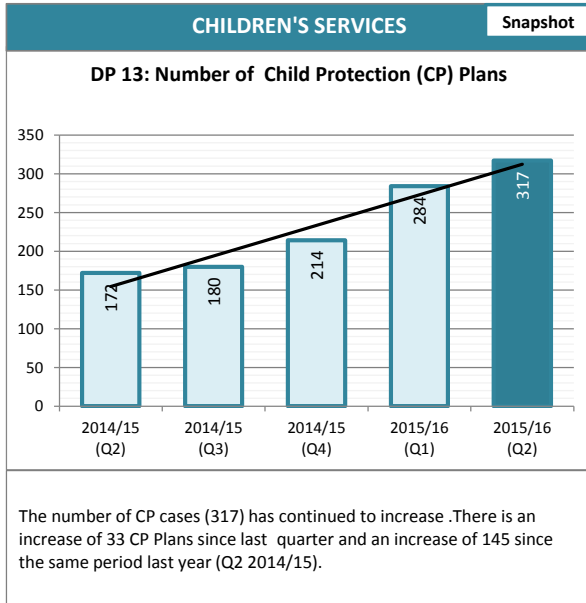 CHILDREN'S SERVICES
Snapshot
DP 13: Number of Child Protection (CP) Plans
350
300
250
200
150
100
50
0
172
180
214
284
317
2014/15
(Q2)
2014/15
(Q3)
2014/15
(Q4)
2015/16
(Q1)
2015/16
(Q2)
The number of CP cases (317) has continued to increase .There is an
increase of 33 CP Plans since last quarter and an increase of 145 since
the same period last year (Q2 2014/15).